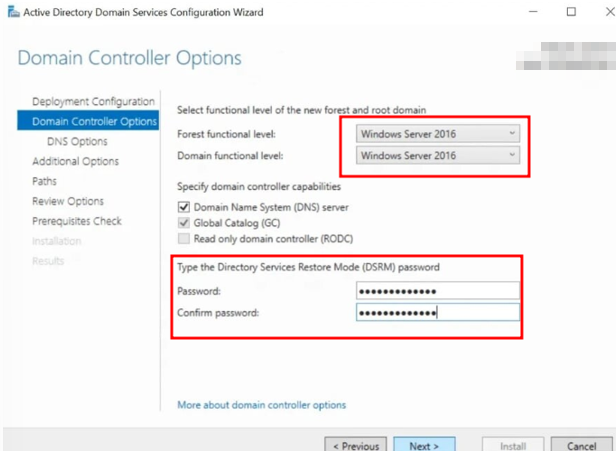 Active Directory Domain Services Configuration Wizard
Domain Controller Options
Deployment Configuration
Domain Controller Options
DNS Options
Additional Options
Paths
Review Options
Prerequisites Check
Installation
Results
Select functional level of the new forest and root domain
Forest functional level: Windows Server 2016
Domain functional level: Windows Server 2016
Specify domain controller capabilities
Domain Name System (DNS) server
Global Catalog (GC)
Read only domain controller (RODC)
Type the Directory Services Restore Mode (DSRM) password
Password: •••••••••••••
Confirm password: •••••••••••••
More about domain controller options
< Previous Next > Install Cancel